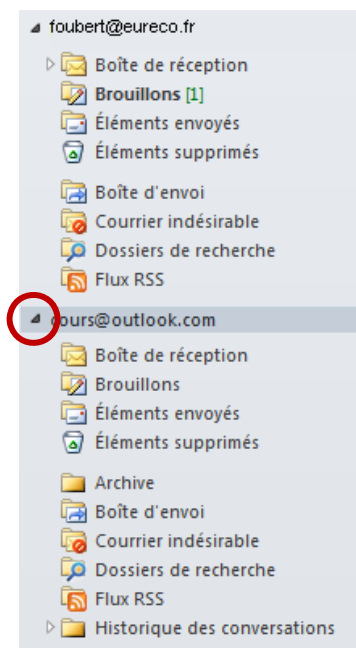 foubert@eureco.fr
Boîte de réception
Brouillons [1]
Éléments envoyés
Éléments supprimés
Boîte d'envoi
Courrier indésirable
Dossiers de recherche
Flux RSS
cours@outlook.com
Boîte de réception
Brouillons
Éléments envoyés
Éléments supprimés
Archive
Boîte d'envoi
Courrier indésirable
Dossiers de recherche
Flux RSS
Historique des conversations